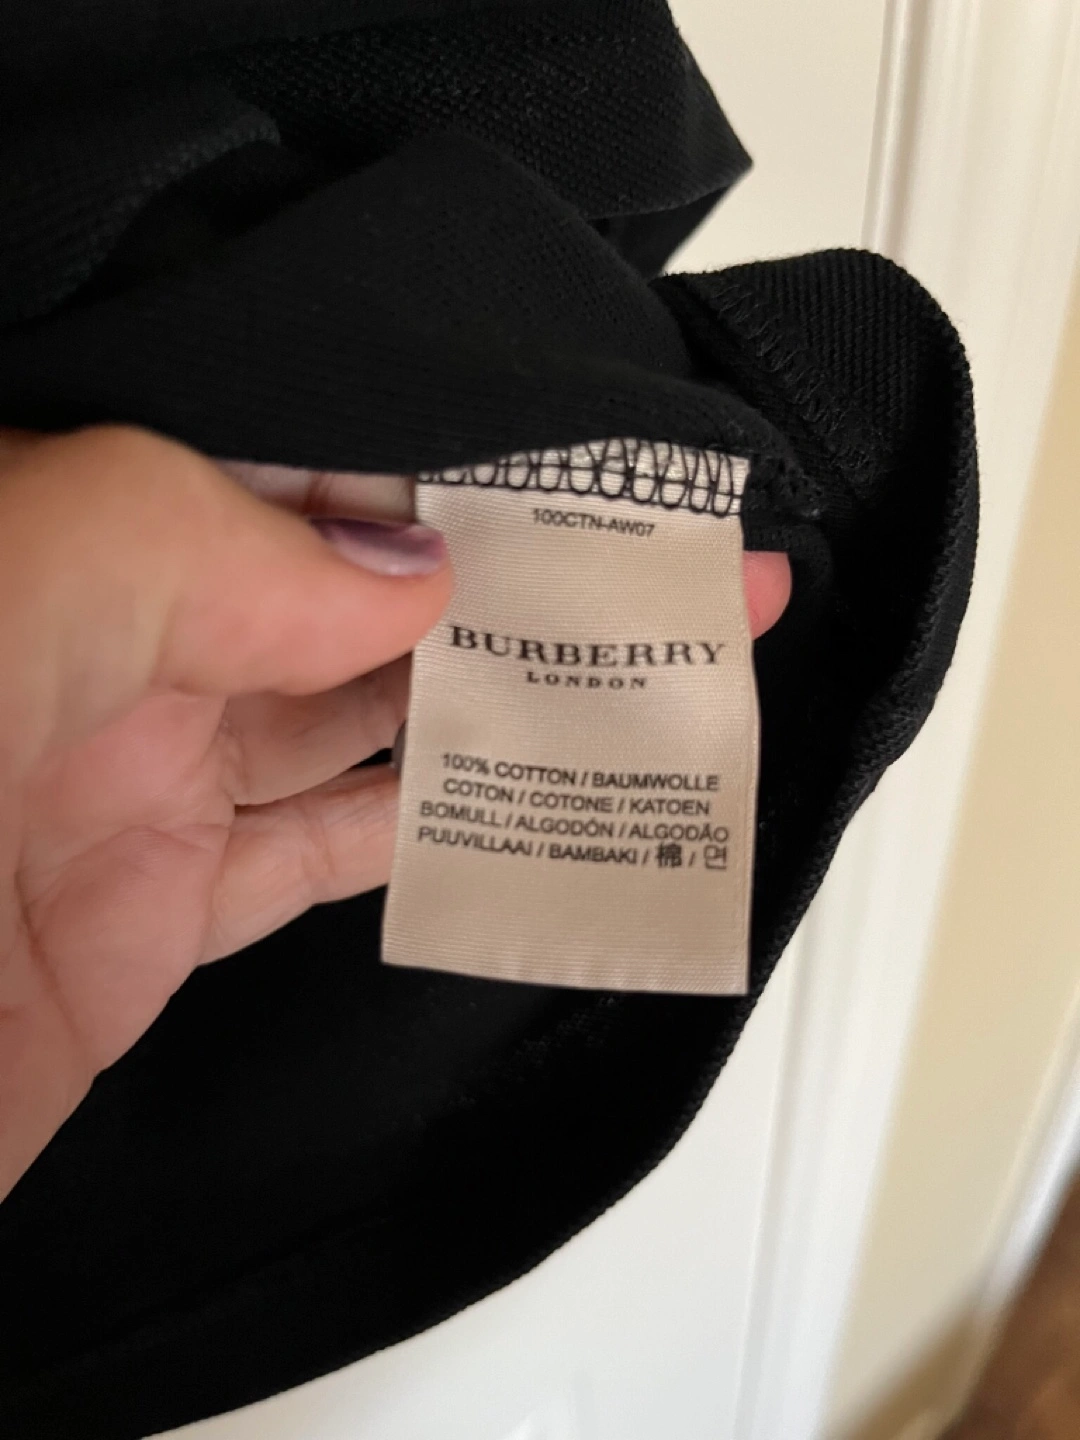 100CTN-AW07
BURBERRY
LONDON
100% COTTON / BAUMWOLLE
COTON / COTONE / KATOEN
BOMULL / ALGODÓN / ALGODÃO
PUUVILLAAI / BAMBAKI / 棉 / 면